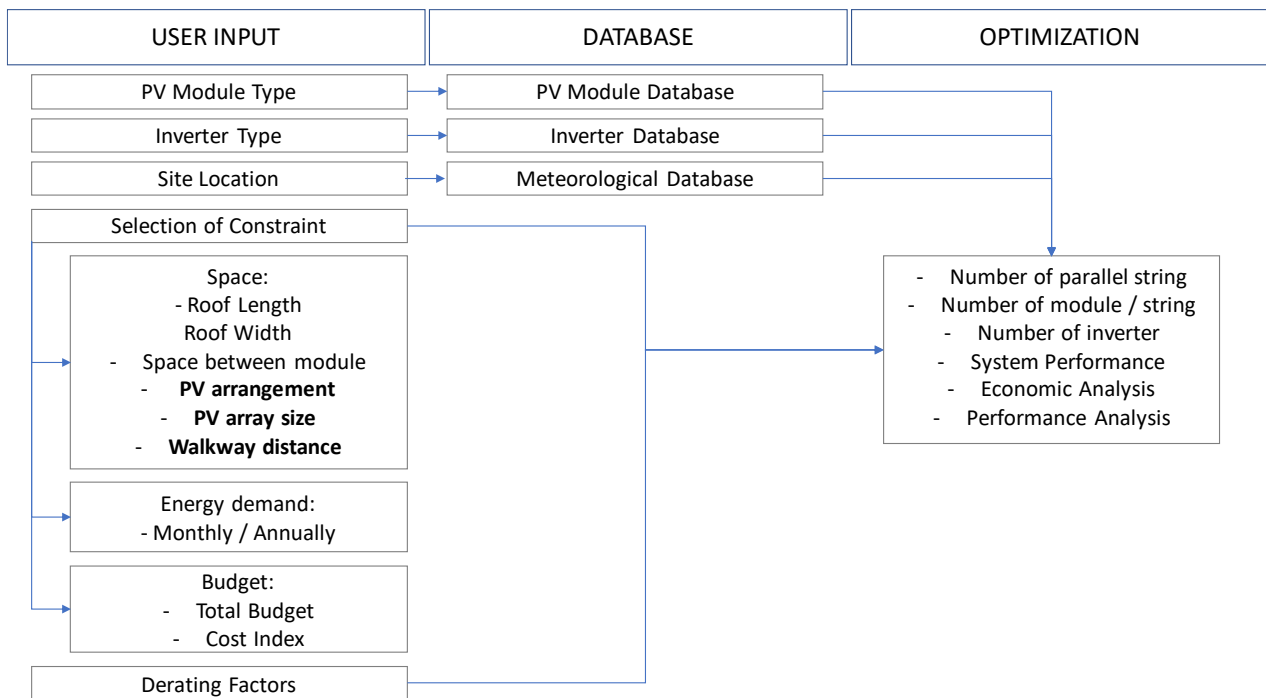 USER INPUT
DATABASE
OPTIMIZATION
PV Module Type
PV Module Database
Inverter Type
Inverter Database
Site Location
Meteorological Database
Selection of Constraint
Space:
- Roof Length
Roof Width
- Space between module
- PV arrangement
- PV array size
- Walkway distance
Energy demand:
- Monthly / Annually
Budget:
- Total Budget
- Cost Index
Derating Factors
- Number of parallel string
- Number of module / string
- Number of inverter
- System Performance
- Economic Analysis
- Performance Analysis